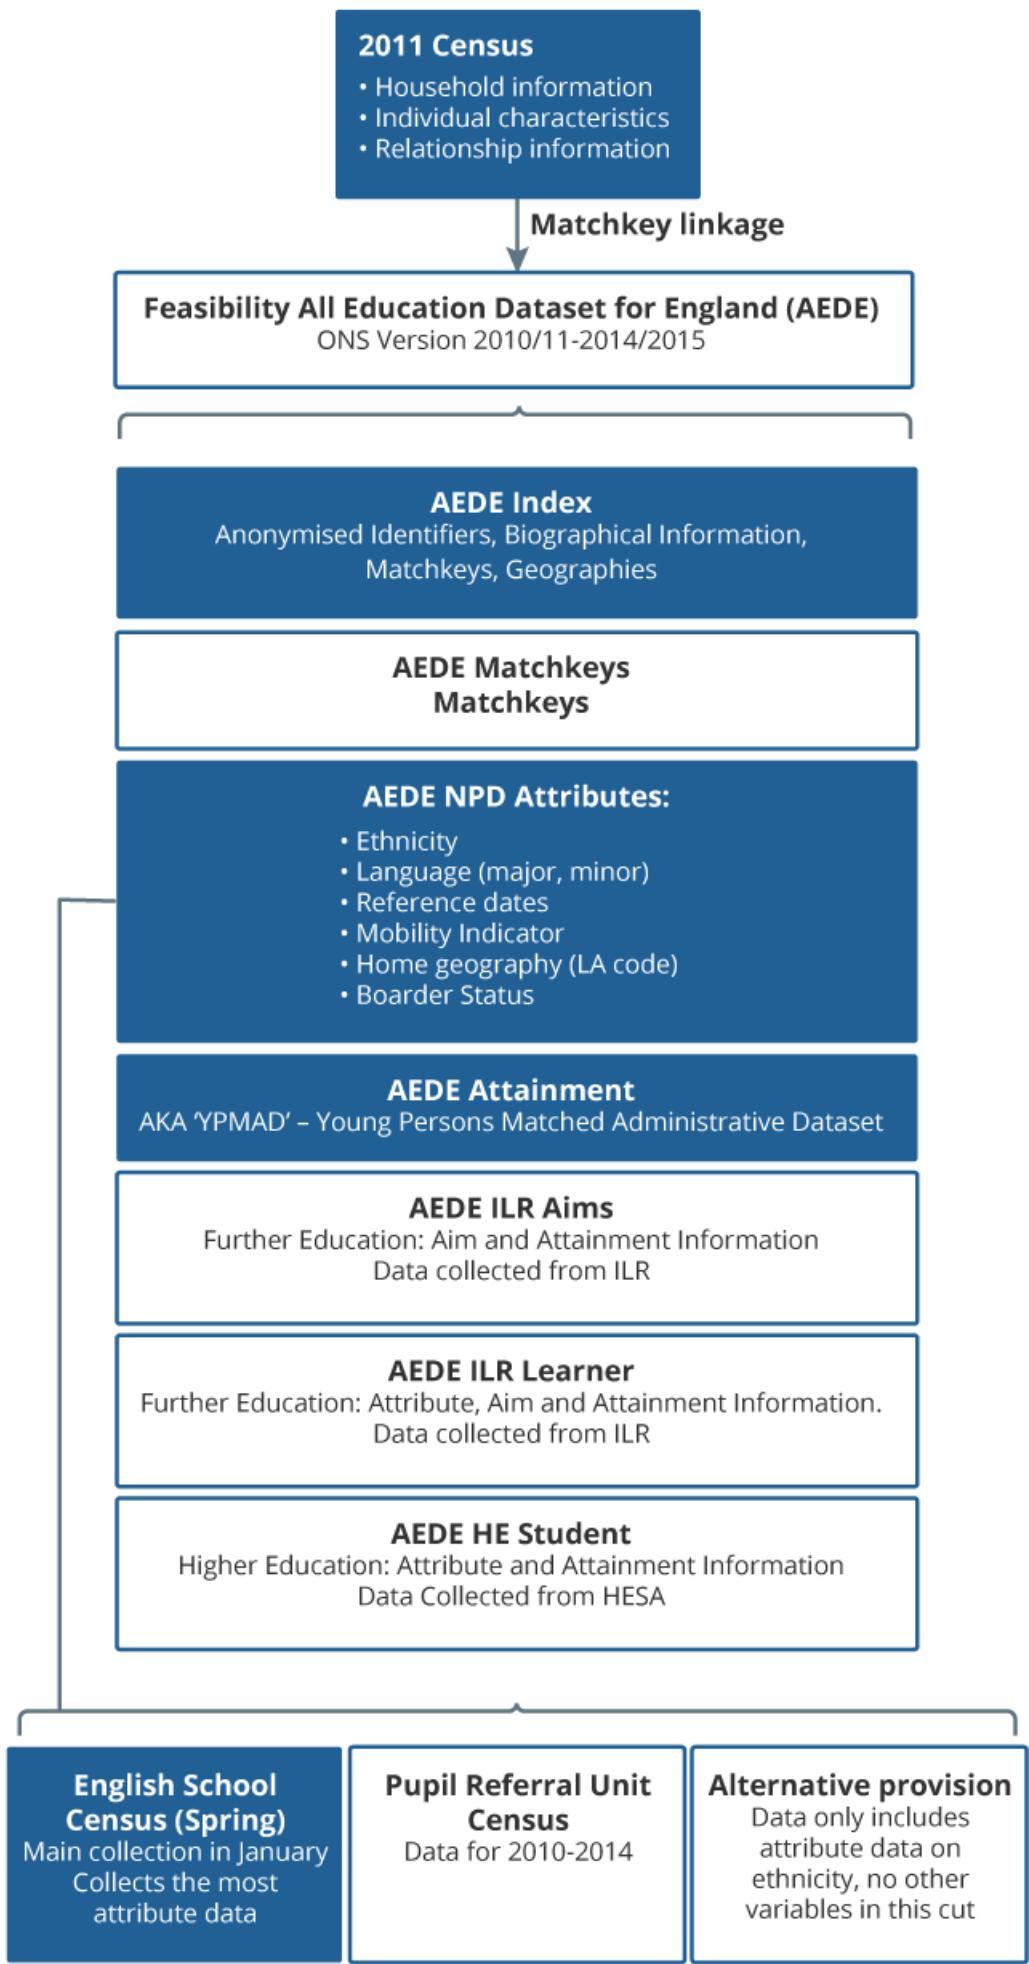 2011 Census
• Household information
• Individual characteristics
• Relationship information
Matchkey linkage
Feasibility All Education Dataset for England (AEDE)
ONS Version 2010/11-2014/2015
AEDE Index
Anonymised Identifiers, Biographical Information,
Matchkeys, Geographies
AEDE Matchkeys
Matchkeys
AEDE NPD Attributes:
• Ethnicity
• Language (major, minor)
• Reference dates
• Mobility Indicator
• Home geography (LA code)
• Boarder Status
AEDE Attainment
AKA ‘YPMAD’ – Young Persons Matched Administrative Dataset
AEDE ILR Aims
Further Education: Aim and Attainment Information
Data collected from ILR
AEDE ILR Learner
Further Education: Attribute, Aim and Attainment Information.
Data collected from ILR
AEDE HE Student
Higher Education: Attribute and Attainment Information
Data Collected from HESA
English School
Census (Spring)
Main collection in January
Collects the most
attribute data
Pupil Referral Unit
Census
Data for 2010-2014
Alternative provision
Data only includes
attribute data on
ethnicity, no other
variables in this cut